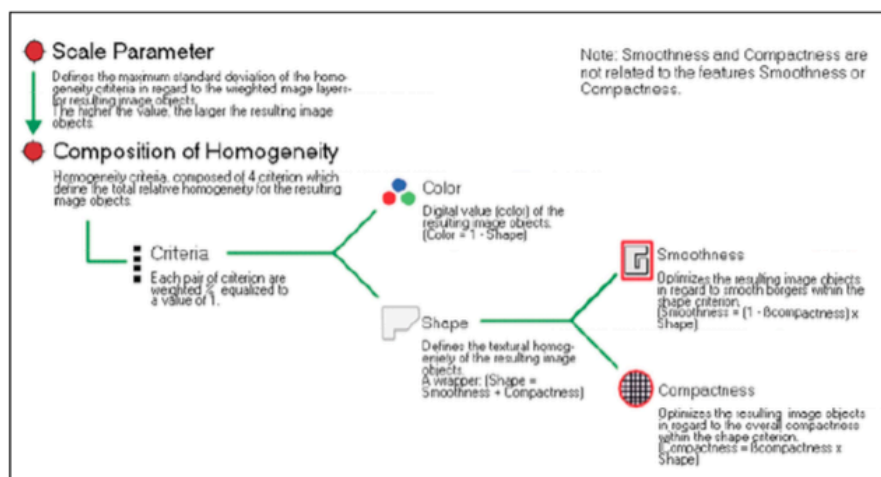 Scale Parameter
Defines the maximum standard deviation of the homo-
geneity criteria in regard to the weighted image layers-
for resulting image objects.
The higher the value, the larger the resulting image
objects.
Note: Smoothness and Compactness are
not related to the features Smoothness or
Compactness.
Composition of Homogeneity
Homogeneity criteria, composed of 4 criterion which
define the total relative homogeneity for the resulting
image objects.
Criteria
Each pair of criterion are
weighted %, equalized to
a value of 1.
Color
Digital value (color) of the
resulting image objects.
(Color = 1 - Shape)
Shape
Defines the textural homog-
eniety of the resulting image
objects.
A wrapper: (Shape =
Smoothness + Compactness)
Smoothness
Optimizes the resulting image objects
in regard to smooth borgers within the
shape criterion.
(Smoothness = (1 - ßcompactness) x
Shape)
Compactness
Optimizes the resulting image objects
in regard to the overall compactness
within the shape criterion.
(Compactness = ßcompactness x
Shape)